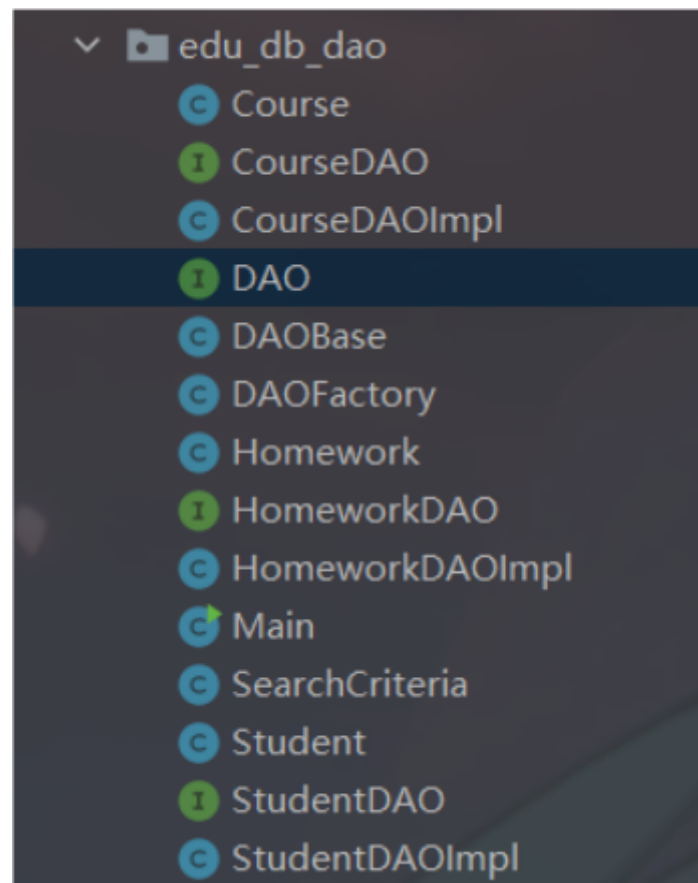 edu_db_dao
C Course
I CourseDAO
C CourseDAOImpl
I DAO
C DAOBase
C DAOFactory
C Homework
I HomeworkDAO
C HomeworkDAOImpl
C Main
C SearchCriteria
C Student
I StudentDAO
C StudentDAOImpl